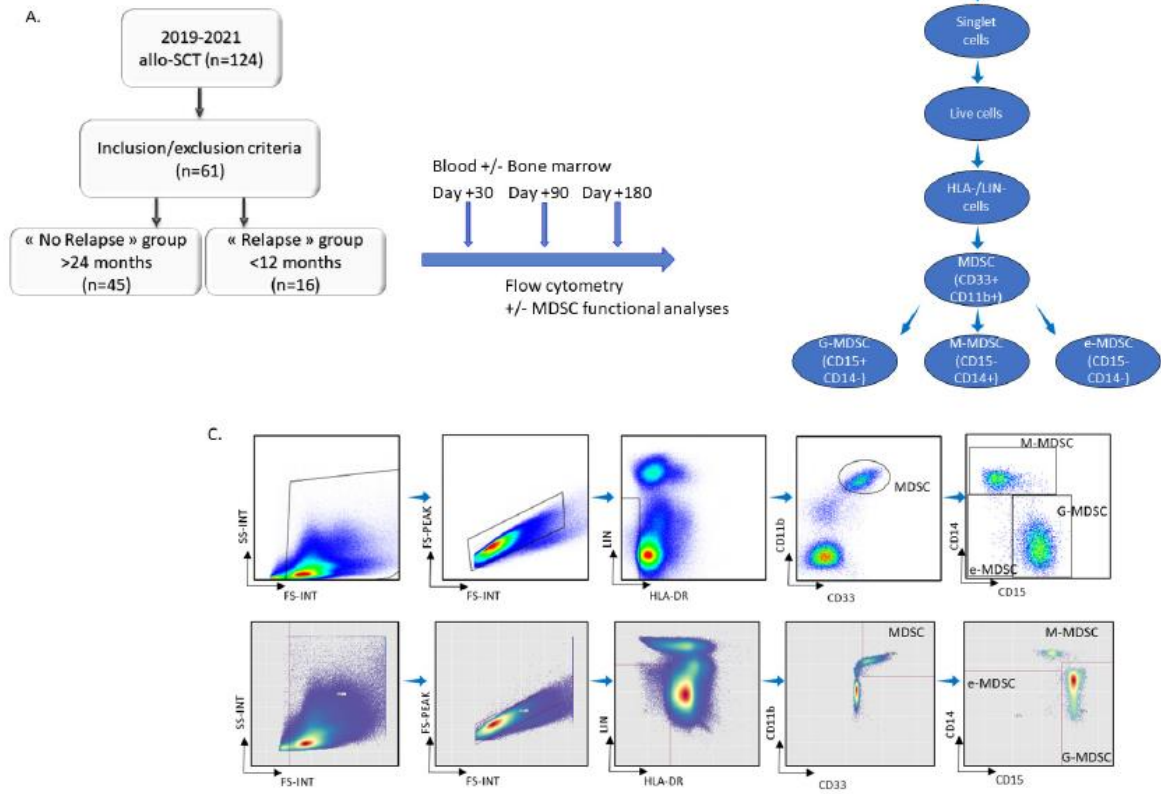 A.
2019-2021
allo-SCT (n=124)
Inclusion/exclusion criteria
(n=61)
« No Relapse » group
>24 months
(n=45)
« Relapse » group
<12 months
(n=16)
Blood +/- Bone marrow
Day +30 Day +90 Day +180
Flow cytometry
+/- MDSC functional analyses
Singlet
cells
Live cells
HLA-/LIN-
cells
MDSC
(CD33+
CD11b+)
G-MDSC
(CD15+
CD14-)
M-MDSC
(CD15-
CD14+)
e-MDSC
(CD15-
CD14-)
C.
SS-INT
FS-INT
FS-PEAK
FS-INT
LIN
HLA-DR
MDSC
CD11b
CD33
M-MDSC
G-MDSC
e-MDSC
CD14
CD15
SS-INT
FS-INT
FS-PEAK
FS-INT
LIN
HLA-DR
MDSC
CD11b
CD33
M-MDSC
e-MDSC
G-MDSC
CD14
CD15